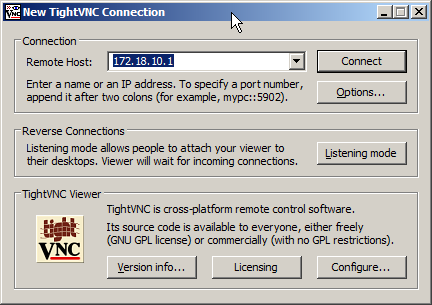 New TightVNC Connection
Connection
Remote Host: 172.18.10.1 Connect
Enter a name or an IP address. To specify a port number,
append it after two colons (for example, mypc::5902).
Options...
Reverse Connections
Listening mode allows people to attach your viewer to
their desktops. Viewer will wait for incoming connections.
Listening mode
TightVNC Viewer
tight
VNC
TightVNC is cross-platform remote control software.
Its source code is available to everyone, either freely
(GNU GPL license) or commercially (with no GPL restrictions).
Version info... Licensing Configure...